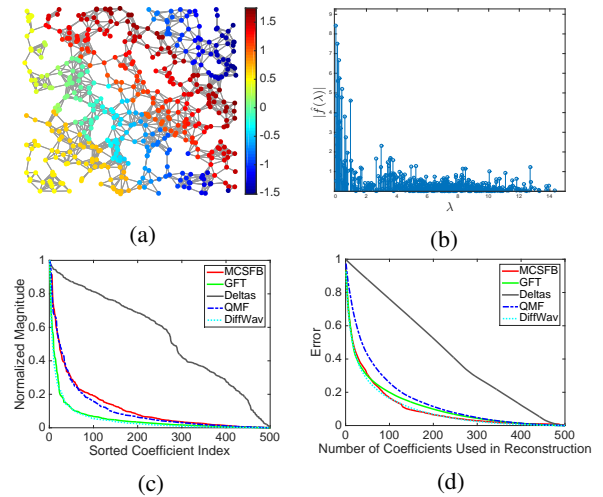 1.5
1
0.5
0
-0.5
-1
-1.5
(a)
|f̂(λ)|
9
8
7
6
5
4
3
2
1
0 2 4 6 8 10 12 14
λ
(b)
Normalized Magnitude
1
0.8
0.6
0.4
0.2
0
0 100 200 300 400 500
Sorted Coefficient Index
MCSFB
GFT
Deltas
QMF
DiffWav
(c)
Error
1
0.8
0.6
0.4
0.2
0
0 100 200 300 400 500
Number of Coefficients Used in Reconstruction
MCSFB
GFT
Deltas
QMF
DiffWav
(d)